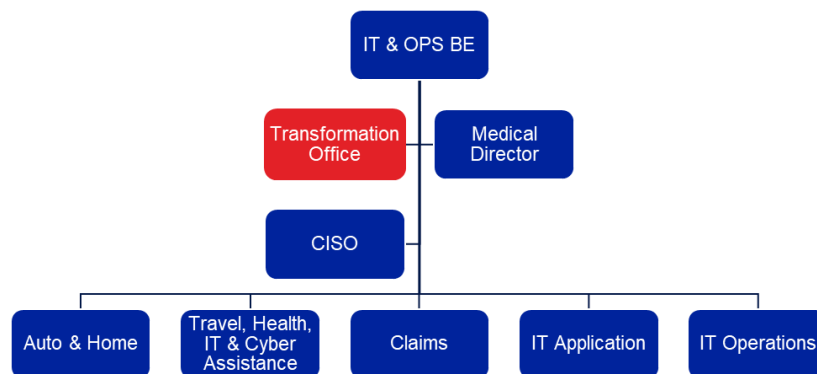 IT & OPS BE
Transformation
Office
Medical
Director
CISO
Auto & Home
Travel, Health,
IT & Cyber
Assistance
Claims
IT Application
IT Operations